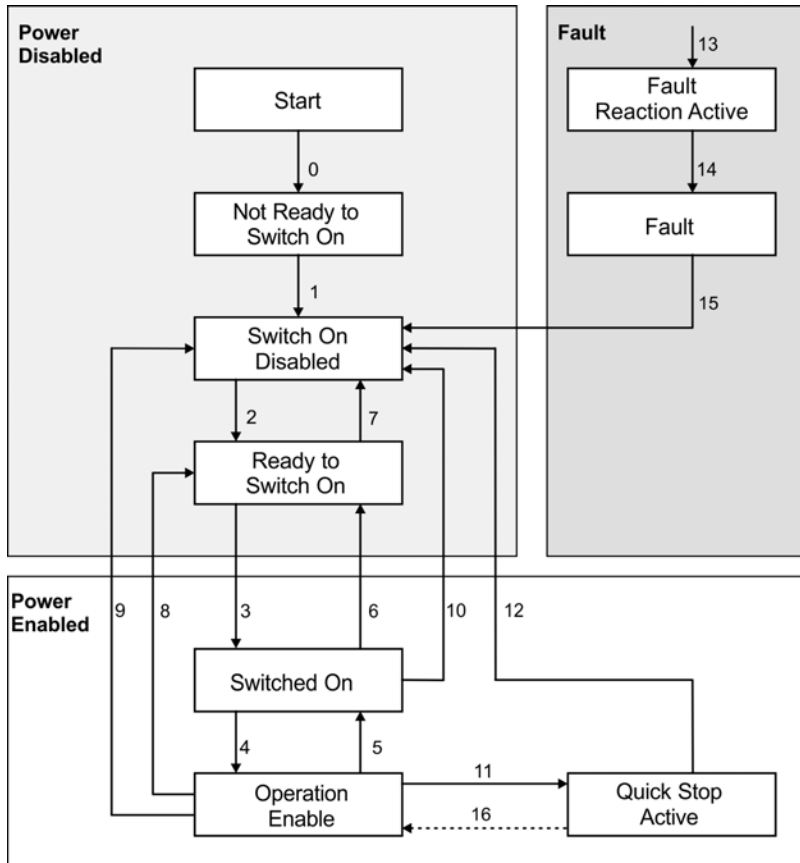 Power
Disabled
Fault
13
Start
Fault
Reaction Active
0
14
Not Ready to
Switch On
Fault
1
15
Switch On
Disabled
2
7
Ready to
Switch On
Power
Enabled
9
8
3
6
10
12
Switched On
4
5
11
Operation
Enable
Quick Stop
Active
16